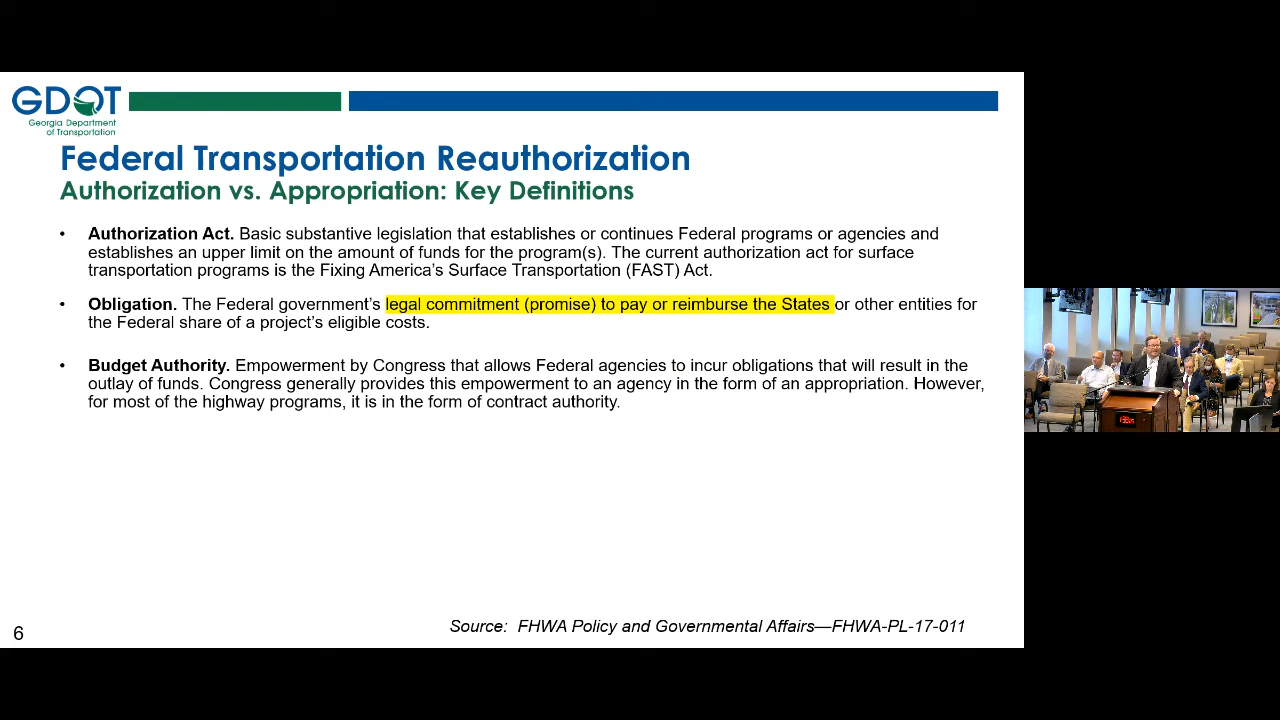 GDOT
Georgia Department
of Transportation
Federal Transportation Reauthorization
Authorization vs. Appropriation: Key Definitions
• Authorization Act. Basic substantive legislation that establishes or continues Federal programs or agencies and
establishes an upper limit on the amount of funds for the program(s). The current authorization act for surface
transportation programs is the Fixing America's Surface Transportation (FAST) Act.
• Obligation. The Federal government's legal commitment (promise) to pay or reimburse the States or other entities for
the Federal share of a project's eligible costs.
• Budget Authority. Empowerment by Congress that allows Federal agencies to incur obligations that will result in the
outlay of funds. Congress generally provides this empowerment to an agency in the form of an appropriation. However,
for most of the highway programs, it is in the form of contract authority.
Source: FHWA Policy and Governmental Affairs—FHWA-PL-17-011
6